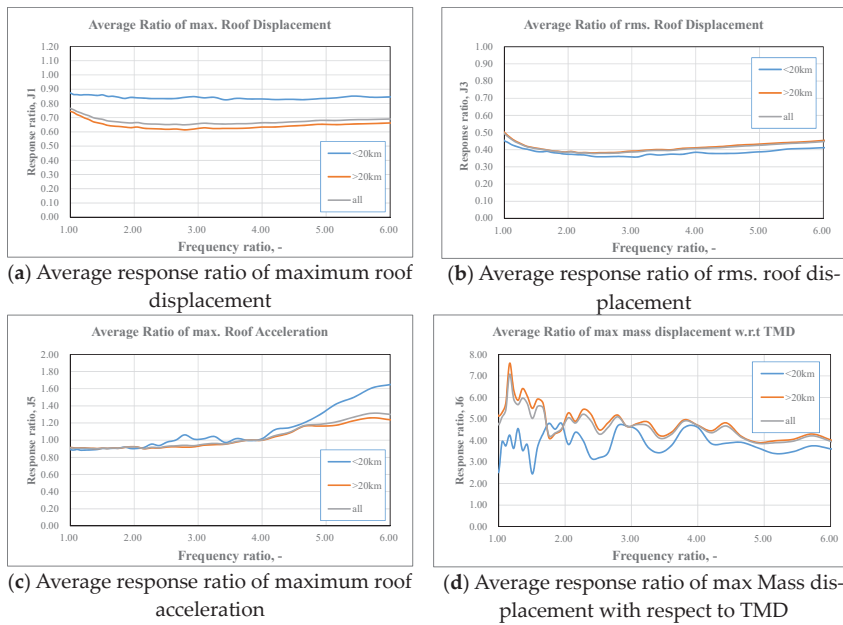 Average Ratio of max. Roof Displacement
Response ratio, J1
1.20
1.10
1.00
0.90
0.80
0.70
0.60
0.50
0.40
0.30
0.20
0.10
0.00
<20km
>20km
all
1.00 2.00 3.00 4.00 5.00 6.00
Frequency ratio, -
(a) Average response ratio of maximum roof
displacement
Average Ratio of rms. Roof Displacement
Response ratio, J3
1.00
0.90
0.80
0.70
0.60
0.50
0.40
0.30
0.20
0.10
0.00
<20km
>20km
all
1.00 2.00 3.00 4.00 5.00 6.00
Frequency ratio, -
(b) Average response ratio of rms. roof dis-
placement
Average Ratio of max. Roof Acceleration
Response ratio, J5
2.00
1.80
1.60
1.40
1.20
1.00
0.80
0.60
0.40
0.20
0.00
<20km
>20km
all
1.00 2.00 3.00 4.00 5.00 6.00
Frequency ratio, -
(c) Average response ratio of maximum roof
acceleration
Average Ratio of max mass displacement w.r.t TMD
Response ratio, J6
8.00
7.00
6.00
5.00
4.00
3.00
2.00
1.00
0.00
<20km
>20km
all
1.00 2.00 3.00 4.00 5.00 6.00
Frequency ratio, -
(d) Average response ratio of max Mass dis-
placement with respect to TMD